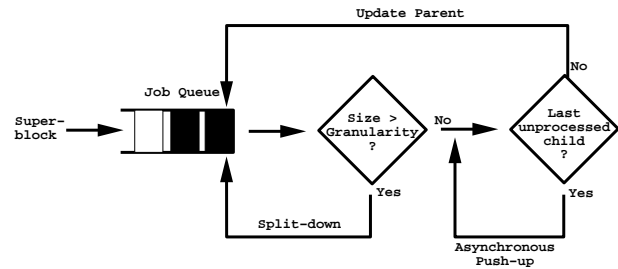 Update Parent
No
Job Queue
Super-
block
Size >
Granularity
?
No
Last
unprocessed
child
?
Yes
Yes
Split-down
Asynchronous
Push-up